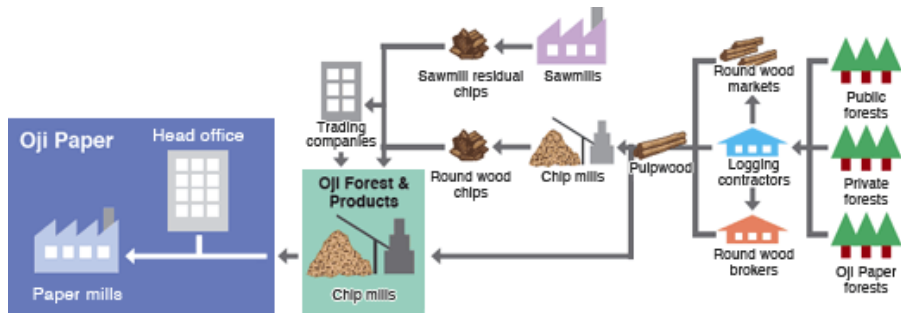 Oji Paper
Head office
Paper mills
Trading
companies
Oji Forest &
Products
Chip mills
Sawmill residual
chips
Sawmills
Round wood
chips
Chip mills
Pulpwood
Round wood
markets
Logging
contractors
Round wood
brokers
Public
forests
Private
forests
Oji Paper
forests